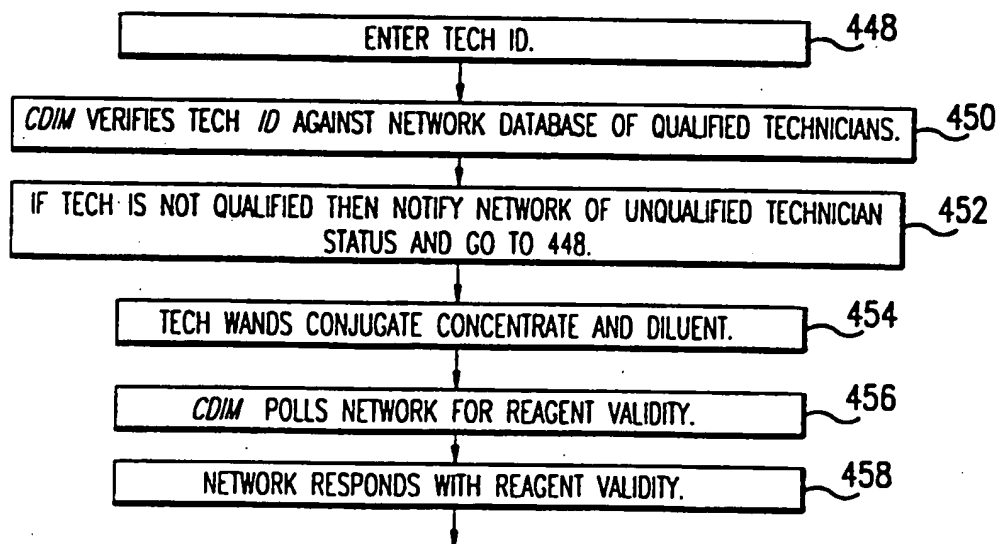 ENTER TECH ID. 448
CDIM VERIFIES TECH ID AGAINST NETWORK DATABASE OF QUALIFIED TECHNICIANS. 450
IF TECH IS NOT QUALIFIED THEN NOTIFY NETWORK OF UNQUALIFIED TECHNICIAN 452
STATUS AND GO TO 448.
TECH WANDS CONJUGATE CONCENTRATE AND DILUENT. 454
CDIM POLLS NETWORK FOR REAGENT VALIDITY. 456
NETWORK RESPONDS WITH REAGENT VALIDITY. 458